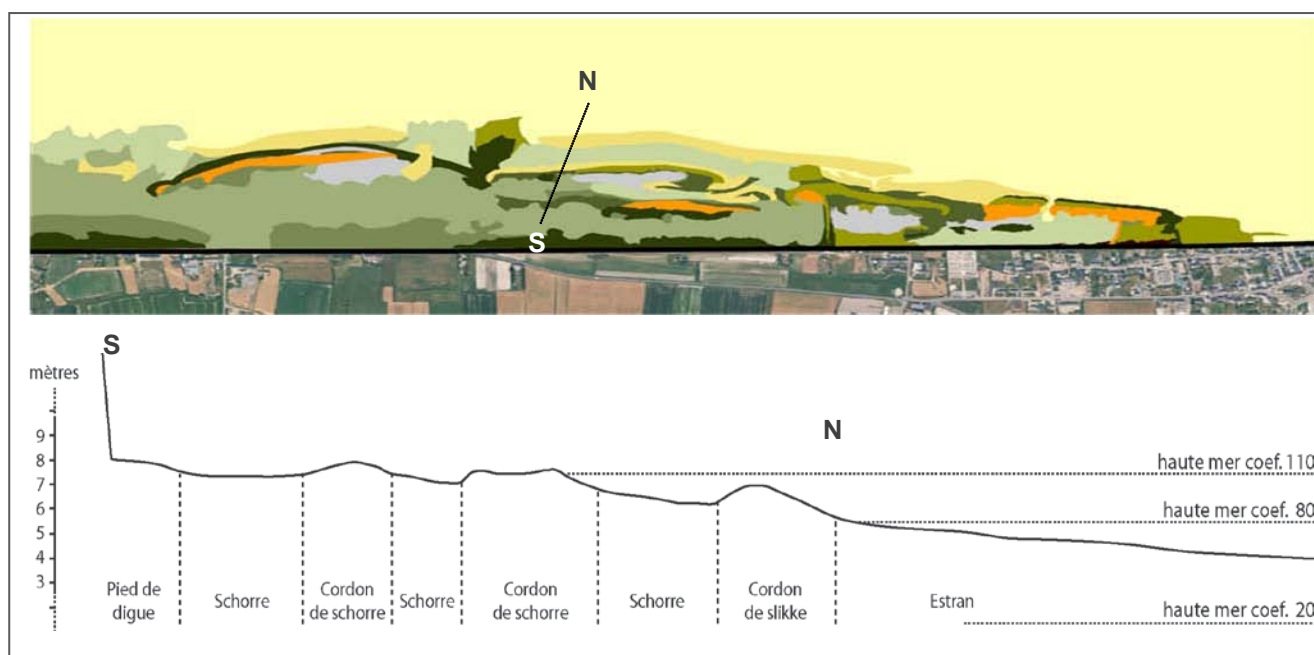 N
S
S
mètres
N
9
8
7
6
5
4
3
haute mer coef. 110
haute mer coef. 80
haute mer coef. 20
Pied de
digue
Schorre
Cordon
de schorre
Schorre
Cordon
de schorre
Schorre
Cordon
de slikke
Estran